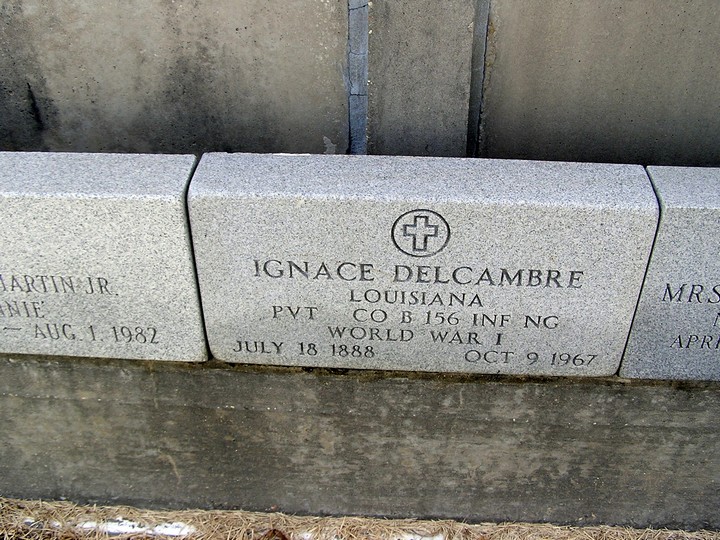 MARTIN JR.
— AUG. 1, 1982
IGNACE DELCAMBRE
LOUISIANA
PVT CO B 156 INF NG
WORLD WAR I
JULY 18 1888 OCT 9 1967
MRS